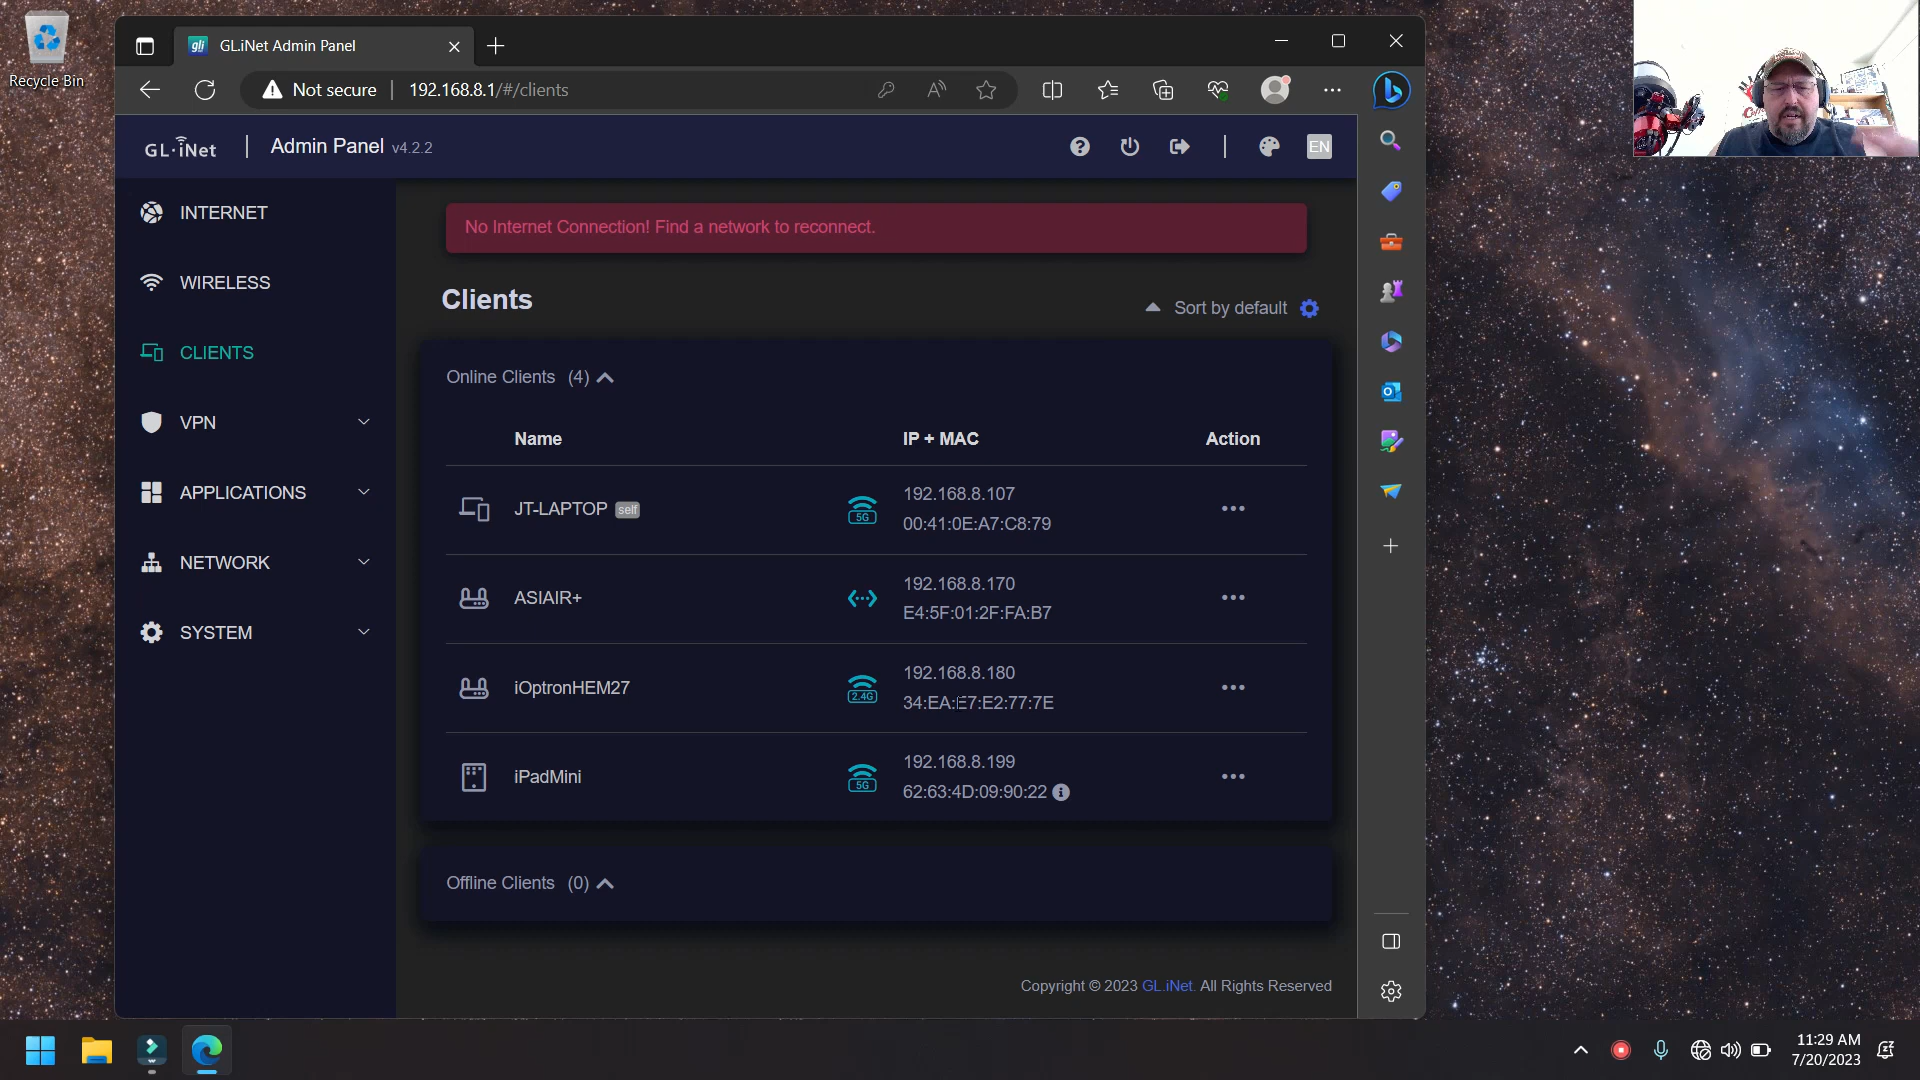 Recycle Bin
gli
GL.iNet Admin Panel
Not secure
192.168.8.1/#/clients
GL·iNet
Admin Panel v4.2.2
EN
INTERNET
WIRELESS
CLIENTS
VPN
APPLICATIONS
NETWORK
SYSTEM
No Internet Connection! Find a network to reconnect.
Clients
Sort by default
Online Clients (4)
Name
IP + MAC
Action
JT-LAPTOP self
5G
192.168.8.107
00:41:0E:A7:C8:79
ASIAIR+
192.168.8.170
E4:5F:01:2F:FA:B7
iOptronHEM27
2.4G
192.168.8.180
34:EA:E7:E2:77:7E
iPadMini
5G
192.168.8.199
62:63:4D:09:90:22
Offline Clients (0)
Copyright © 2023 GL.iNet. All Rights Reserved
11:29 AM
7/20/2023